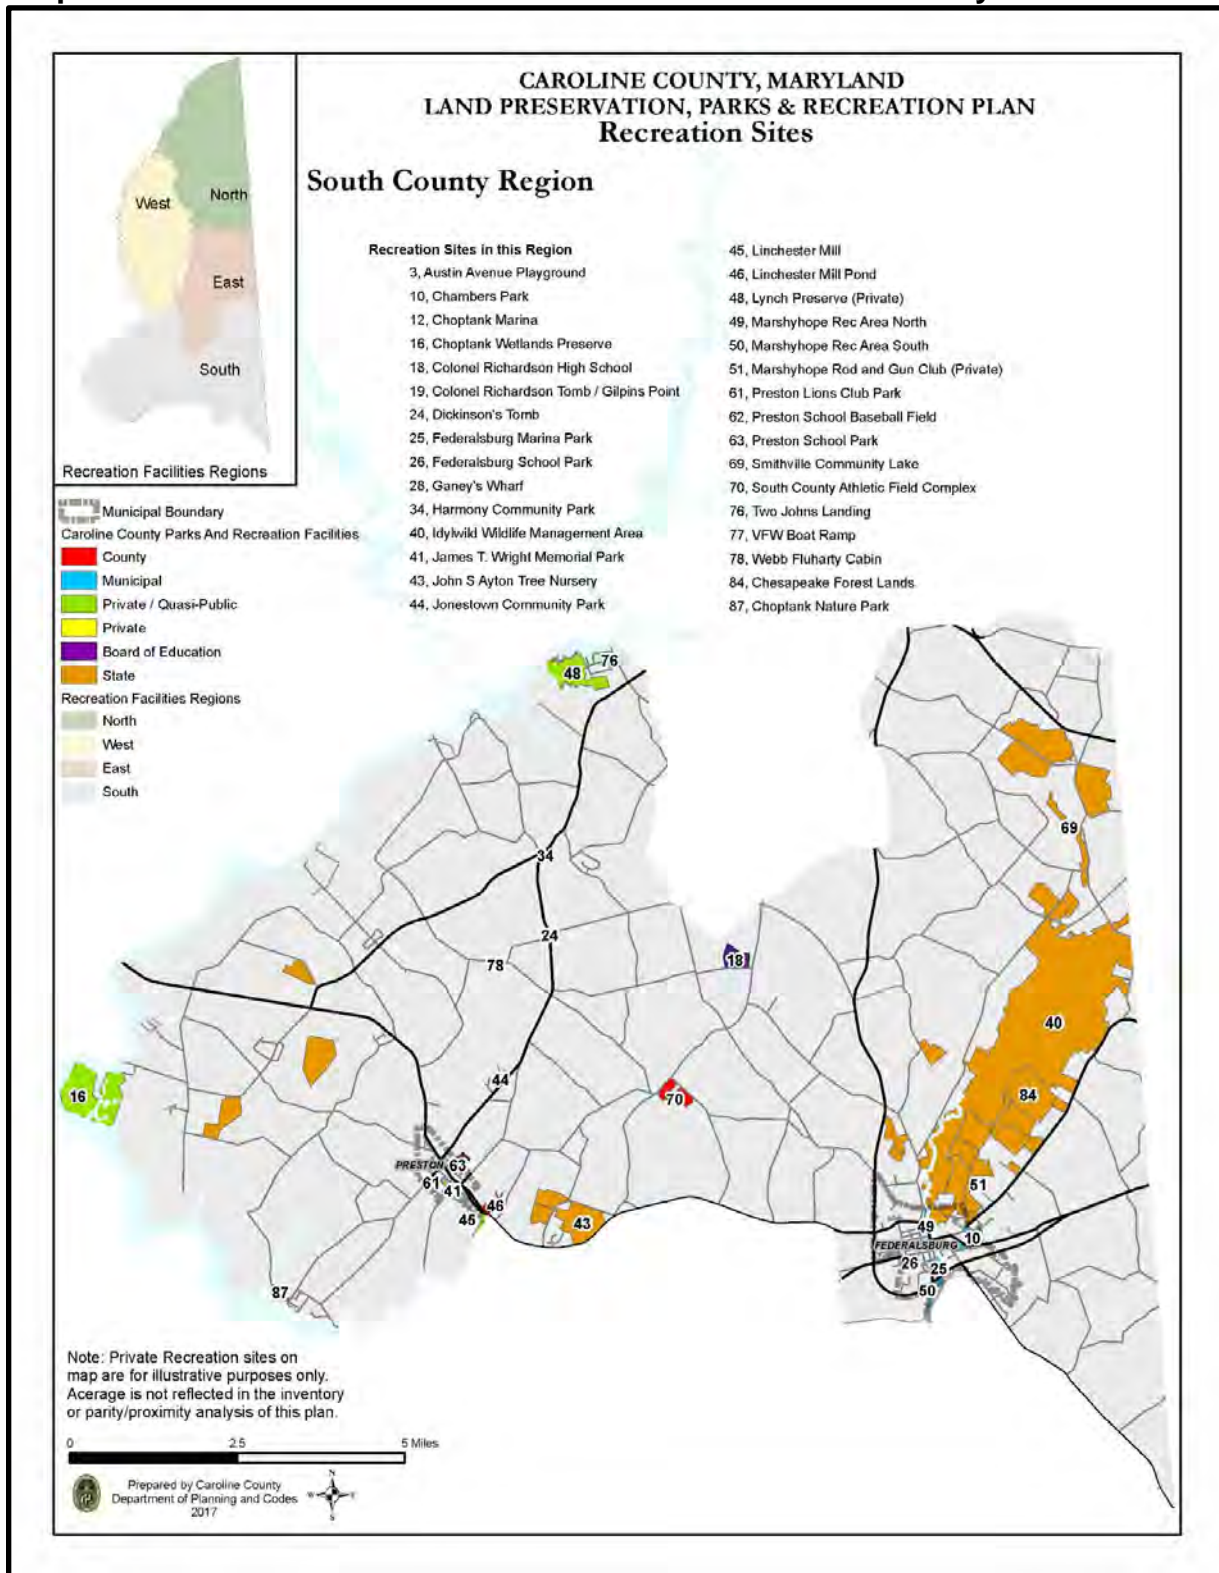 CAROLINE COUNTY, MARYLAND
LAND PRESERVATION, PARKS & RECREATION PLAN
Recreation Sites
South County Region
North
West
East
South
Recreation Facilities Regions
Recreation Sites in this Region
3, Austin Avenue Playground
10, Chambers Park
12, Choptank Marina
16, Choptank Wetlands Preserve
18, Colonel Richardson High School
19, Colonel Richardson Tomb / Gilpins Point
24, Dickinson's Tomb
25, Federalsburg Marina Park
26, Federalsburg School Park
28, Ganey's Wharf
34, Harmony Community Park
40, Idylwild Wildlife Management Area
41, James T. Wright Memorial Park
43, John S Ayton Tree Nursery
44, Jonestown Community Park
45, Linchester Mill
46, Linchester Mill Pond
48, Lynch Preserve (Private)
49, Marshyhope Rec Area North
50, Marshyhope Rec Area South
51, Marshyhope Rod and Gun Club (Private)
61, Preston Lions Club Park
62, Preston School Baseball Field
63, Preston School Park
69, Smithville Community Lake
70, South County Athletic Field Complex
76, Two Johns Landing
77, VFW Boat Ramp
78, Webb Fluharty Cabin
84, Chesapeake Forest Lands
87, Choptank Nature Park
Municipal Boundary
Caroline County Parks And Recreation Facilities
County
Municipal
Private / Quasi-Public
Private
Board of Education
State
Recreation Facilities Regions
North
West
East
South
48
76
69
34
24
78
18
40
16
44
70
84
PRESTON
63
61
41
46
45
43
51
49
10
FEDERALSBURG
26
25
50
87
Note: Private Recreation sites on
map are for illustrative purposes only.
Acerage is not reflected in the inventory
or parity/proximity analysis of this plan.
0 2.5 5 Miles
Prepared by Caroline County
Department of Planning and Codes
2017
N
W E
S